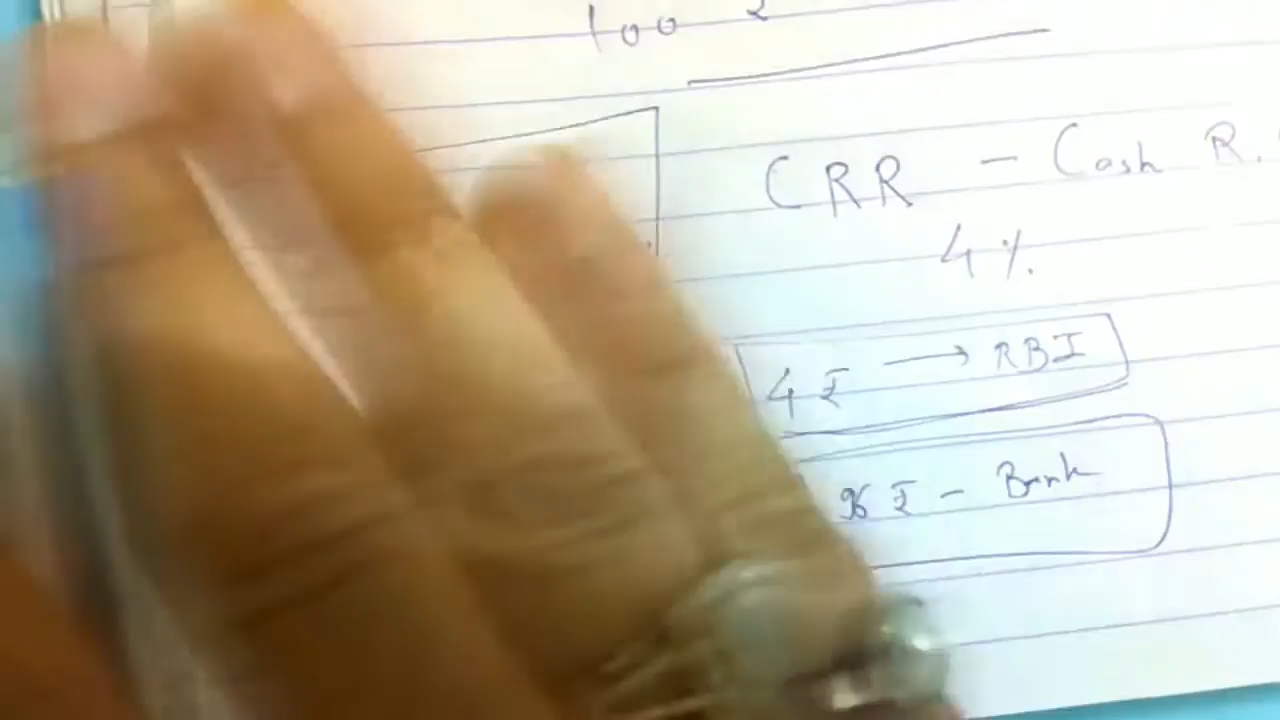 100 ₹
CRR - Cash R.
4%.
4 ₹ → RBI
96 ₹ - Bank